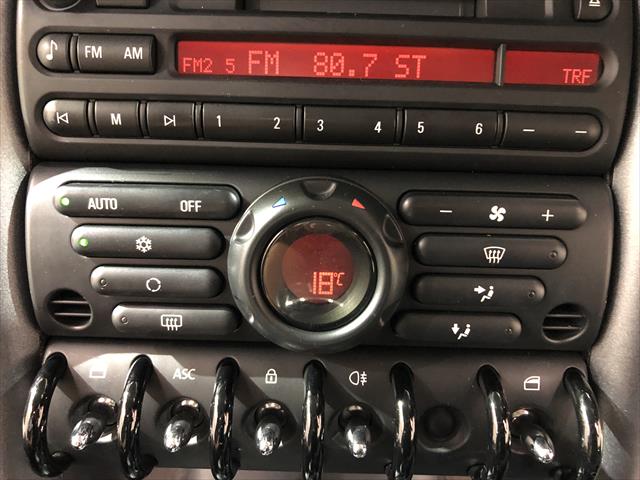 FM AM
FM2 5 FM 80.7 ST TRF
M 1 2 3 4 5 6
AUTO OFF
18°C
ASC